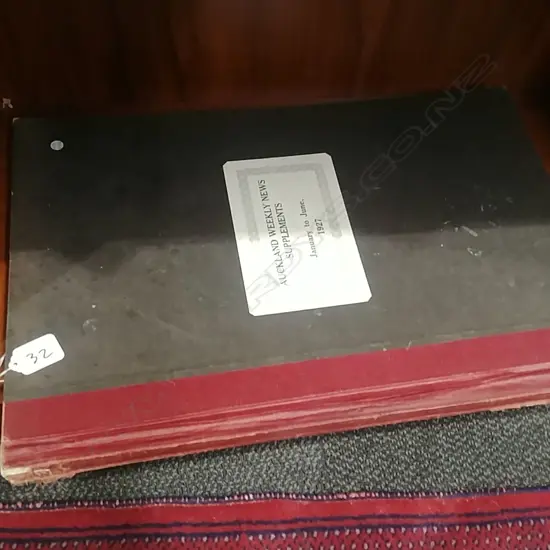 AUCKLAND WEEKLY NEWS
SUPPLEMENTS
January to June,
1927
32